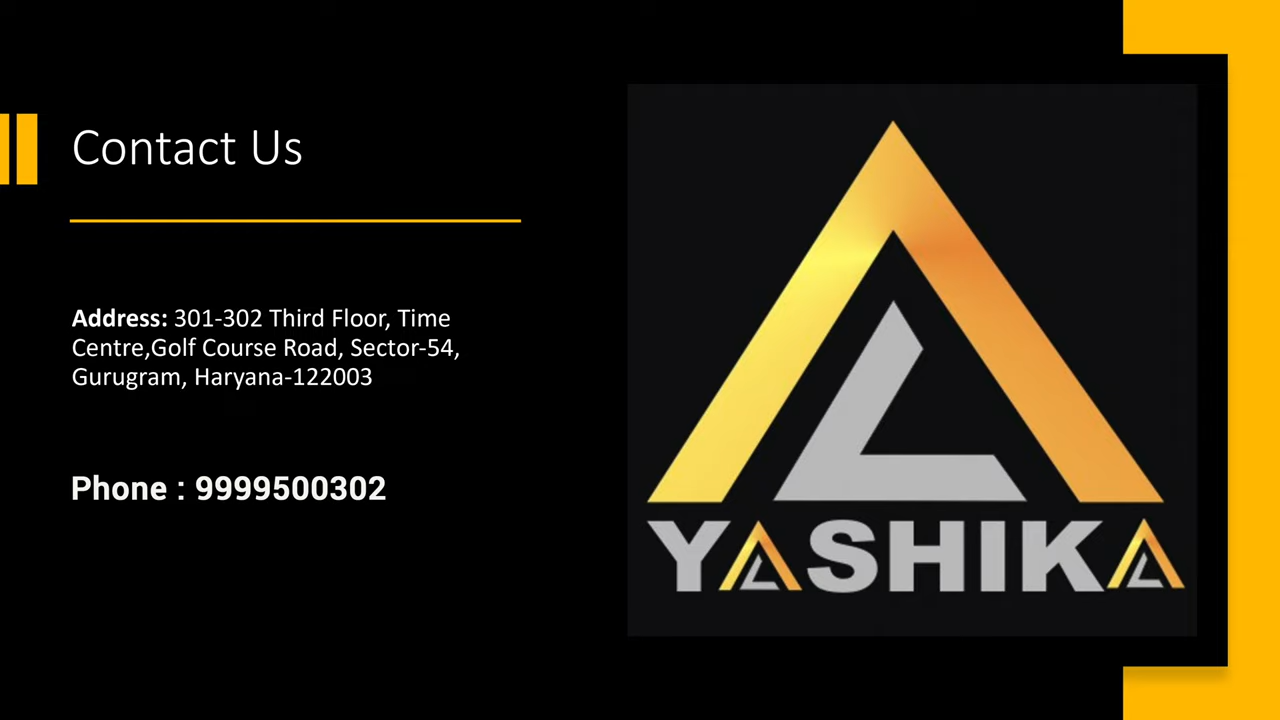 Contact Us
Address: 301-302 Third Floor, Time
Centre,Golf Course Road, Sector-54,
Gurugram, Haryana-122003
Phone : 9999500302
YASHIKA